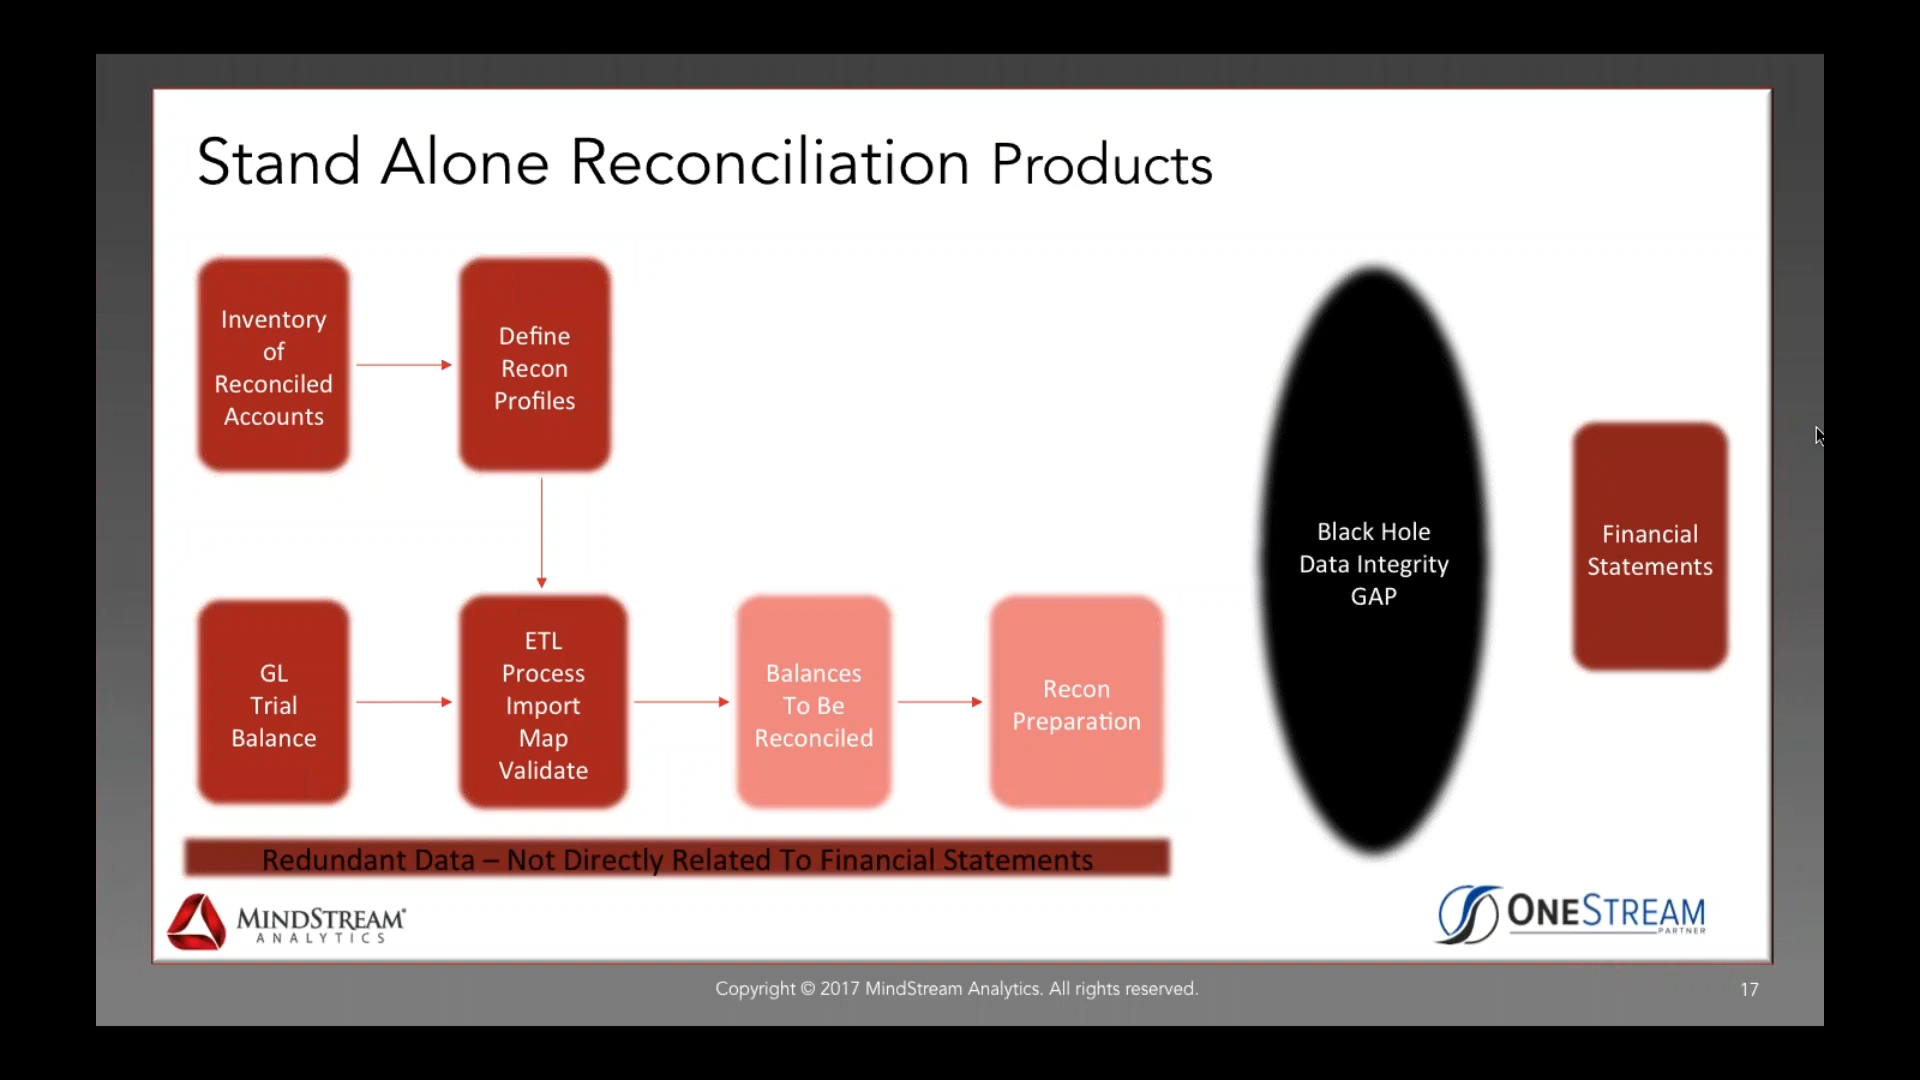 Stand Alone Reconciliation Products
Inventory
of
Reconciled
Accounts
Define
Recon
Profiles
GL
Trial
Balance
ETL
Process
Import
Map
Validate
Balances
To Be
Reconciled
Recon
Preparation
Black Hole
Data Integrity
GAP
Financial
Statements
Redundant Data – Not Directly Related To Financial Statements
MINDSTREAM®
ANALYTICS
ONESTREAM
PARTNER
Copyright © 2017 MindStream Analytics. All rights reserved.
17